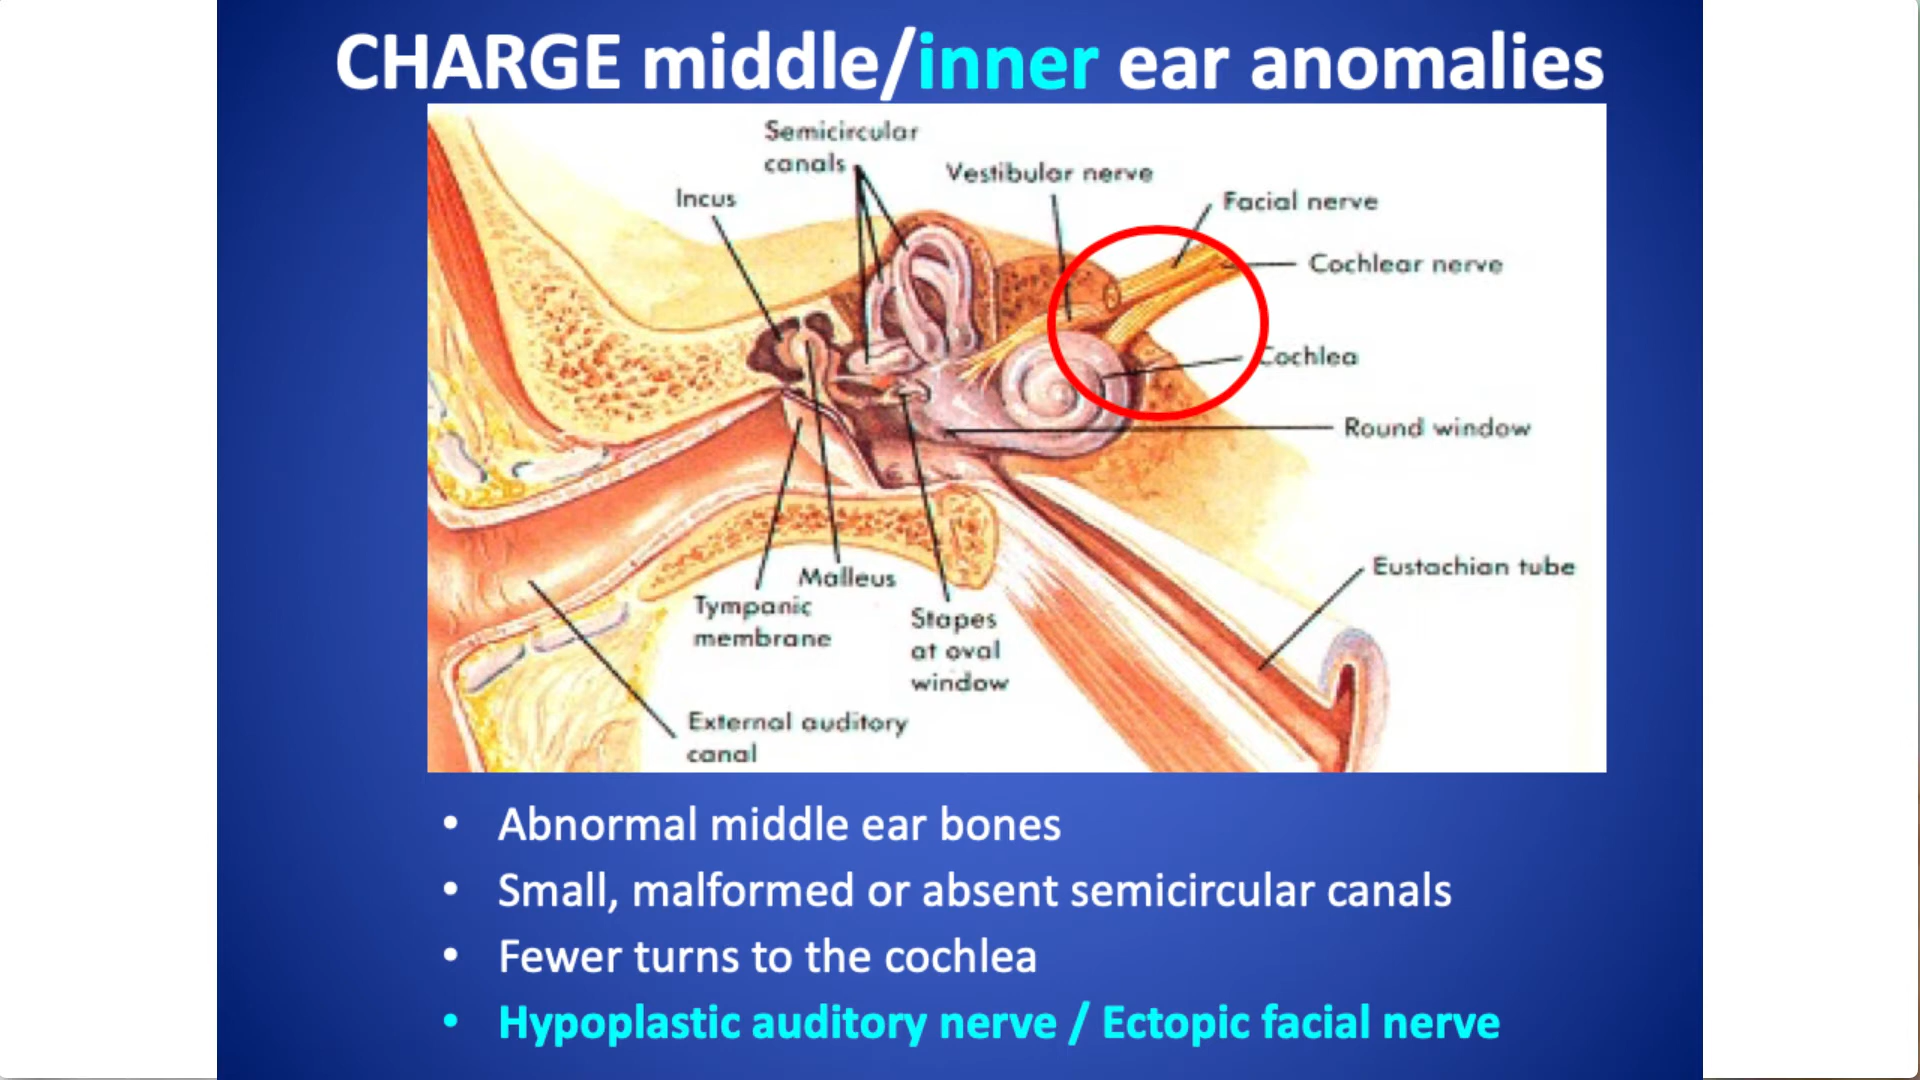 CHARGE middle/inner ear anomalies
Semicircular
canals
Vestibular nerve
Incus
Facial nerve
Cochlear nerve
Cochlea
Round window
Eustachian tube
Malleus
Tympanic
membrane
Stapes
at oval
window
External auditory
canal
• Abnormal middle ear bones
• Small, malformed or absent semicircular canals
• Fewer turns to the cochlea
• Hypoplastic auditory nerve / Ectopic facial nerve